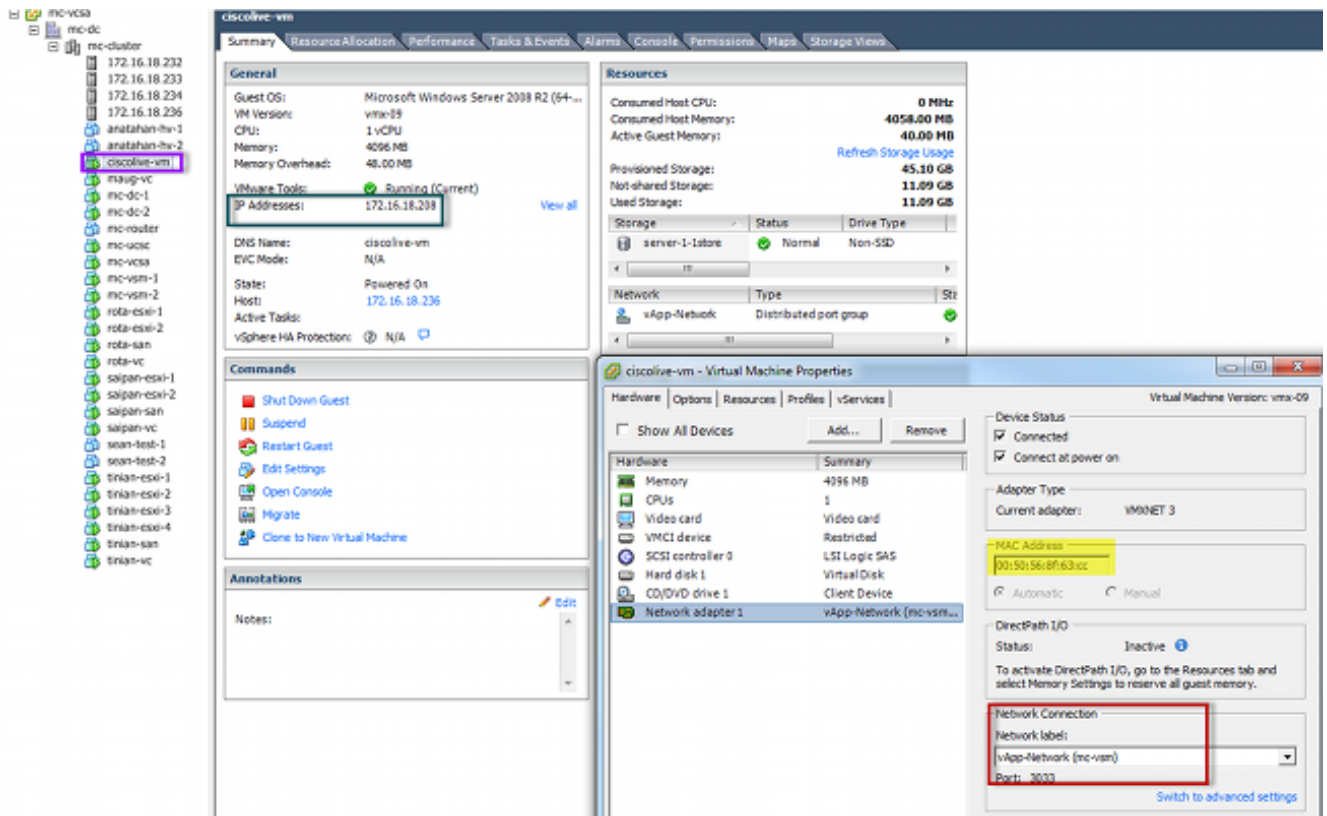 mc-vcsa
mc-dc
mc-cluster
172.16.18.232
172.16.18.233
172.16.18.234
172.16.18.236
anatahan-hv-1
anatahan-hv-2
ciscolive-vm
maug-vc
mc-dc-1
mc-dc-2
mc-router
mc-ucsc
mc-vcsa
mc-vsm-1
mc-vsm-2
rota-esxi-1
rota-esxi-2
rota-san
rota-vc
saipan-esxi-1
saipan-esxi-2
saipan-san
saipan-vc
sean-test-1
sean-test-2
tinian-esxi-1
tinian-esxi-2
tinian-esxi-3
tinian-esxi-4
tinian-san
tinian-vc
ciscolive-vm
Summary Resource Allocation Performance Tasks & Events Alarms Console Permissions Maps Storage Views
General
Guest OS: Microsoft Windows Server 2008 R2 (64-...
VM Version: vmx-09
CPU: 1 vCPU
Memory: 4096 MB
Memory Overhead: 48.00 MB
VMware Tools: Running (Current)
IP Addresses: 172.16.18.208 View all
DNS Name: ciscolive-vm
EVC Mode: N/A
State: Powered On
Host: 172.16.18.236
Active Tasks:
vSphere HA Protection: N/A
Commands
Shut Down Guest
Suspend
Restart Guest
Edit Settings
Open Console
Migrate
Clone to New Virtual Machine
Annotations
Edit
Notes:
Resources
Consumed Host CPU: 0 MHz
Consumed Host Memory: 4058.00 MB
Active Guest Memory: 40.00 MB
Refresh Storage Usage
Provisioned Storage: 45.10 GB
Not-shared Storage: 11.09 GB
Used Storage: 11.09 GB
Storage Status Drive Type
server-1-1store Normal Non-SSD
Network Type Sta
vApp-Network Distributed port group
ciscolive-vm - Virtual Machine Properties
Hardware Options Resources Profiles vServices Virtual Machine Version: vmx-09
Show All Devices Add... Remove
Hardware Summary
Memory 4096 MB
CPUs 1
Video card Video card
VMCI device Restricted
SCSI controller 0 LSI Logic SAS
Hard disk 1 Virtual Disk
CD/DVD drive 1 Client Device
Network adapter 1 vApp-Network (mc-vsm...
Device Status
Connected
Connect at power on
Adapter Type
Current adapter: VMXNET 3
MAC Address
00:50:56:8f:63:cc
Automatic Manual
DirectPath I/O
Status: Inactive
To activate DirectPath I/O, go to the Resources tab and
select Memory Settings to reserve all guest memory.
Network Connection
Network label:
vApp-Network (mc-vsm)
Port: 3033
Switch to advanced settings